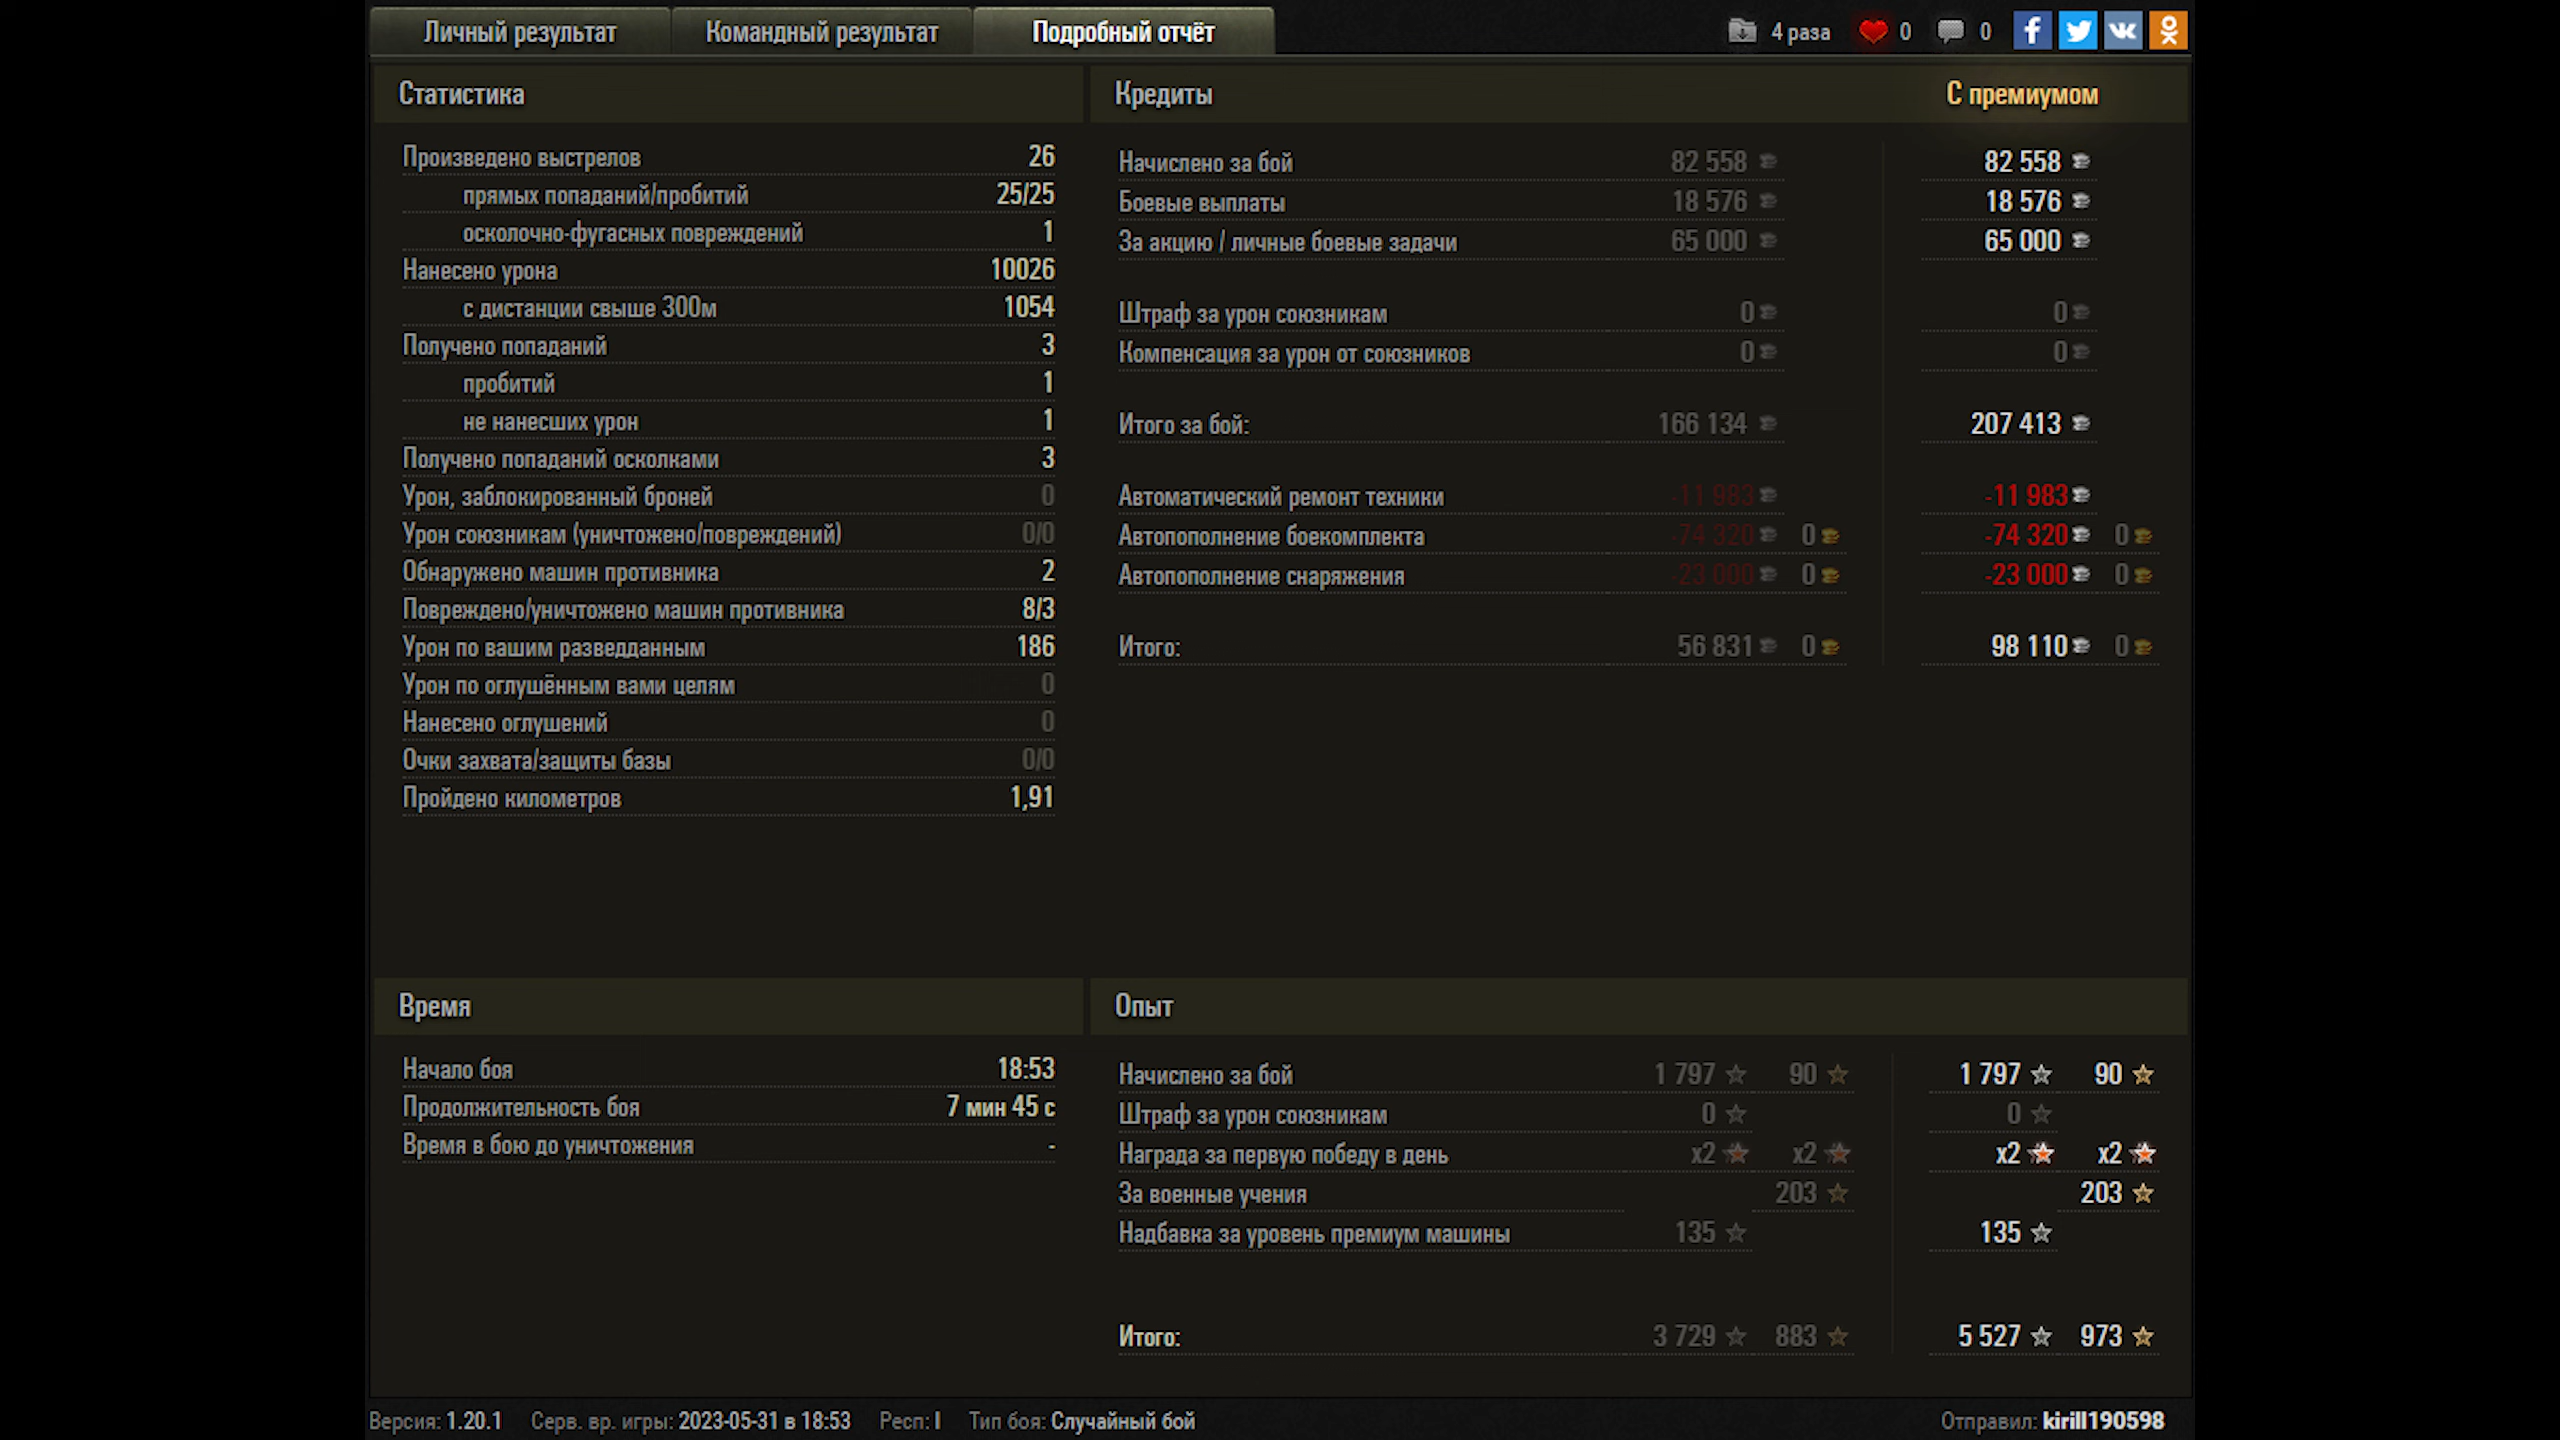 Личный результат
Командный результат
Подробный отчёт
4 раза 0 0
Статистика
Произведено выстрелов 26
прямых попаданий/пробитий 25/25
осколочно-фугасных повреждений 1
Нанесено урона 10026
с дистанции свыше 300м 1054
Получено попаданий 3
пробитий 1
не нанесших урон 1
Получено попаданий осколками 3
Урон, заблокированный броней 0
Урон союзникам (уничтожено/повреждений) 0/0
Обнаружено машин противника 2
Повреждено/уничтожено машин противника 8/3
Урон по вашим разведданным 186
Урон по оглушённым вами целям 0
Нанесено оглушений 0
Очки захвата/защиты базы 0/0
Пройдено километров 1,91
Кредиты С премиумом
Начислено за бой 82 558 82 558
Боевые выплаты 18 576 18 576
За акцию / личные боевые задачи 65 000 65 000
Штраф за урон союзникам 0 0
Компенсация за урон от союзников 0 0
Итого за бой: 166 134 207 413
Автоматический ремонт техники -11 983 -11 983
Автопополнение боекомплекта -74 320 0 -74 320 0
Автопополнение снаряжения -23 000 0 -23 000 0
Итого: 56 831 0 98 110 0
Время
Начало боя 18:53
Продолжительность боя 7 мин 45 с
Время в бою до уничтожения -
Опыт
Начислено за бой 1 797 90 1 797 90
Штраф за урон союзникам 0 0
Награда за первую победу в день x2 x2 x2 x2
За военные учения 203 203
Надбавка за уровень премиум машины 135 135
Итого: 3 729 883 5 527 973
Версия: 1.20.1 Серв. вр. игры: 2023-05-31 в 18:53 Респ: I Тип боя: Случайный бой Отправил: kirill190598